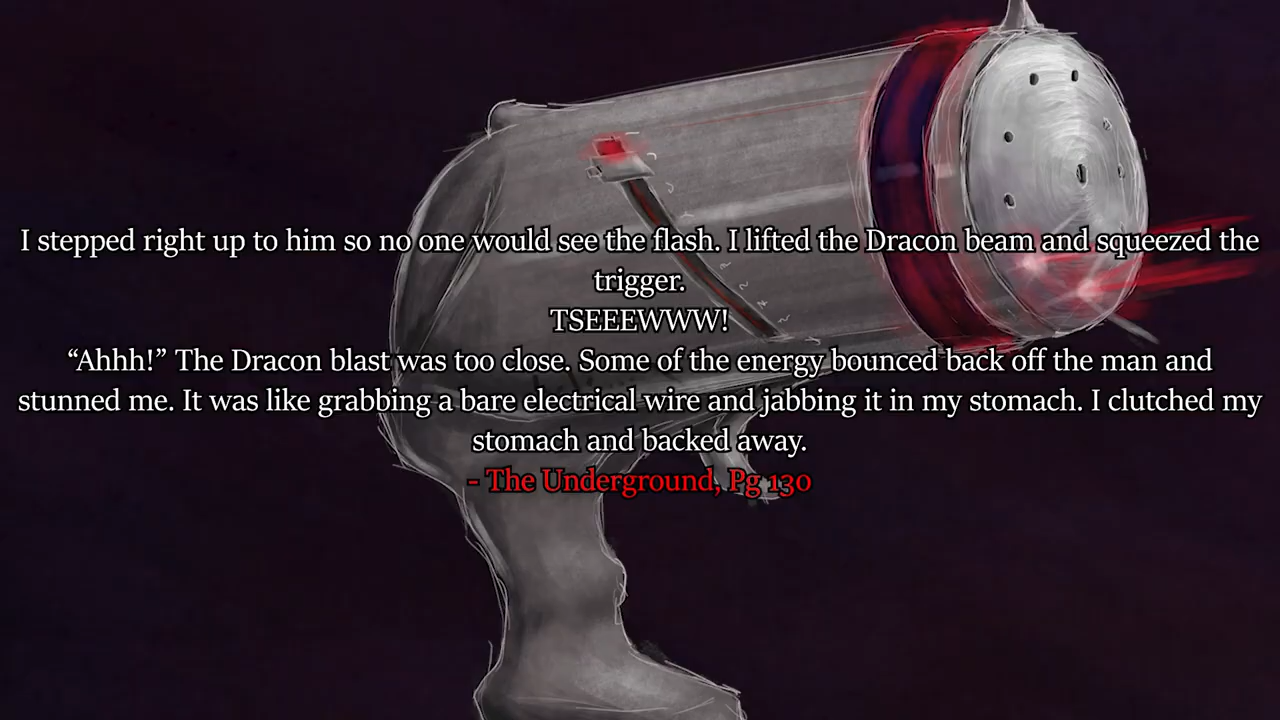 I stepped right up to him so no one would see the flash. I lifted the Dracon beam and squeezed the
trigger.
TSEEEWWW!
“Ahhh!” The Dracon blast was too close. Some of the energy bounced back off the man and
stunned me. It was like grabbing a bare electrical wire and jabbing it in my stomach. I clutched my
stomach and backed away.
- The Underground, Pg 130